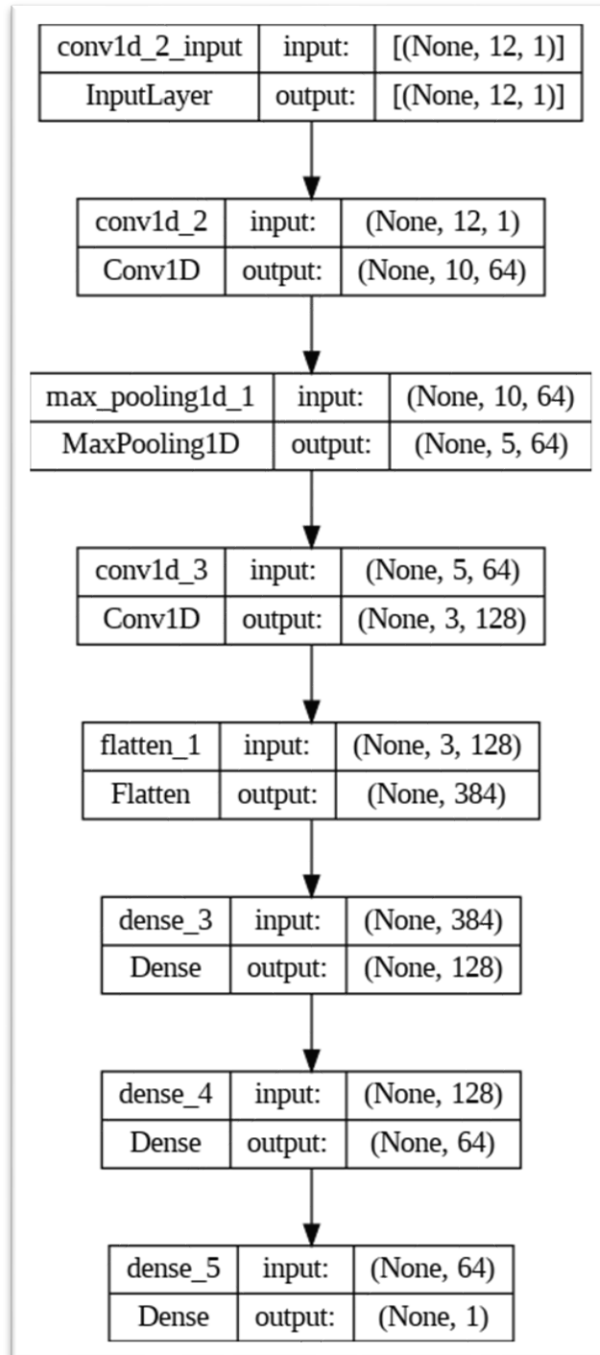 conv1d_2_input input: [(None, 12, 1)]
InputLayer output: [(None, 12, 1)]
conv1d_2 input: (None, 12, 1)
Conv1D output: (None, 10, 64)
max_pooling1d_1 input: (None, 10, 64)
MaxPooling1D output: (None, 5, 64)
conv1d_3 input: (None, 5, 64)
Conv1D output: (None, 3, 128)
flatten_1 input: (None, 3, 128)
Flatten output: (None, 384)
dense_3 input: (None, 384)
Dense output: (None, 128)
dense_4 input: (None, 128)
Dense output: (None, 64)
dense_5 input: (None, 64)
Dense output: (None, 1)